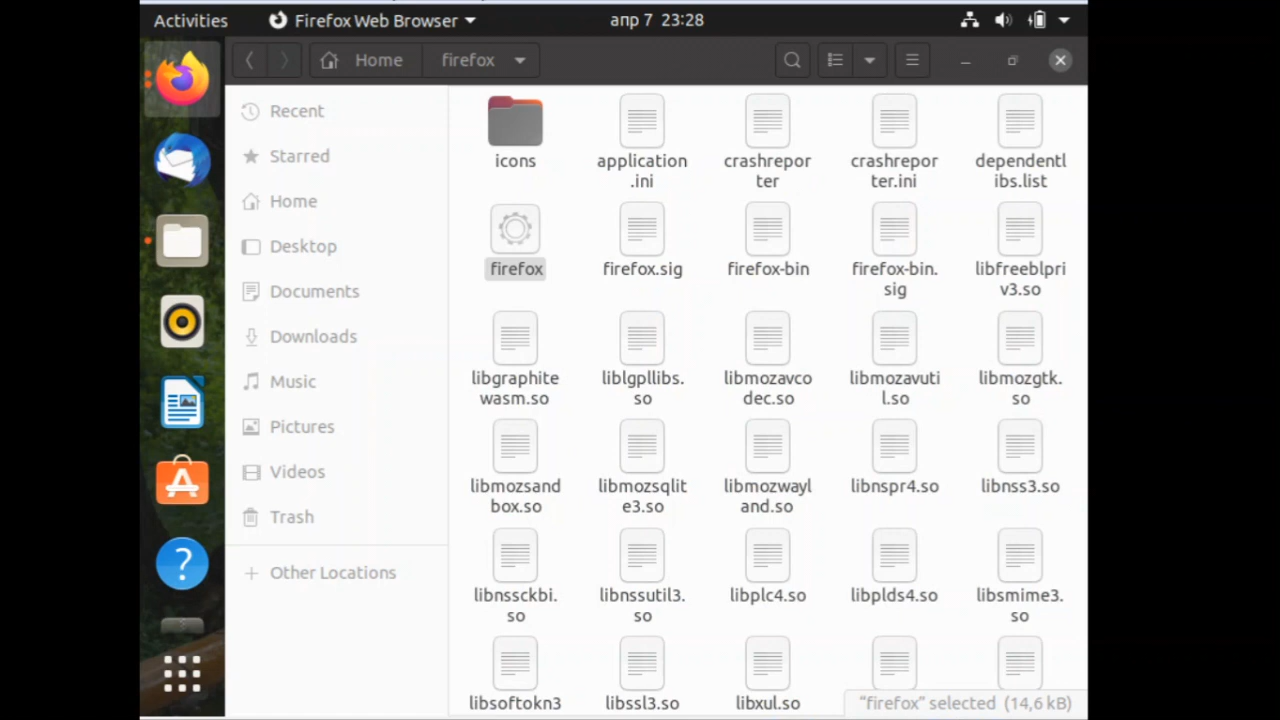 Activities
Firefox Web Browser
апр 7 23:28
Home
firefox
Recent
Starred
Home
Desktop
Documents
Downloads
Music
Pictures
Videos
Trash
Other Locations
icons
application
.ini
crashrepor
ter
crashrepor
ter.ini
dependentl
ibs.list
firefox
firefox.sig
firefox-bin
firefox-bin.
sig
libfreeblpri
v3.so
libgraphite
wasm.so
liblgpllibs.
so
libmozavco
dec.so
libmozavuti
l.so
libmozgtk.
so
libmozsand
box.so
libmozsqlit
e3.so
libmozwayl
and.so
libnspr4.so
libnss3.so
libnssckbi.
so
libnssutil3.
so
libplc4.so
libplds4.so
libsmime3.
so
libsoftokn3
libssl3.so
libxul.so
"firefox" selected (14,6 kB)